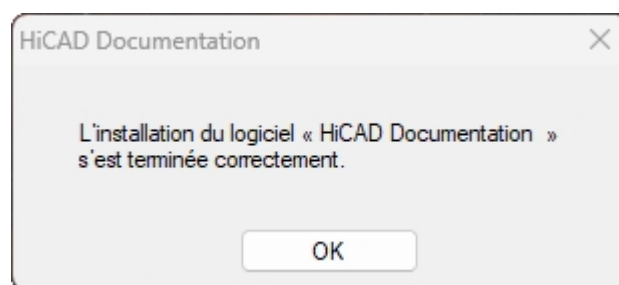 HiCAD Documentation
L'installation du logiciel « HiCAD Documentation  »
s'est terminée correctement.
OK